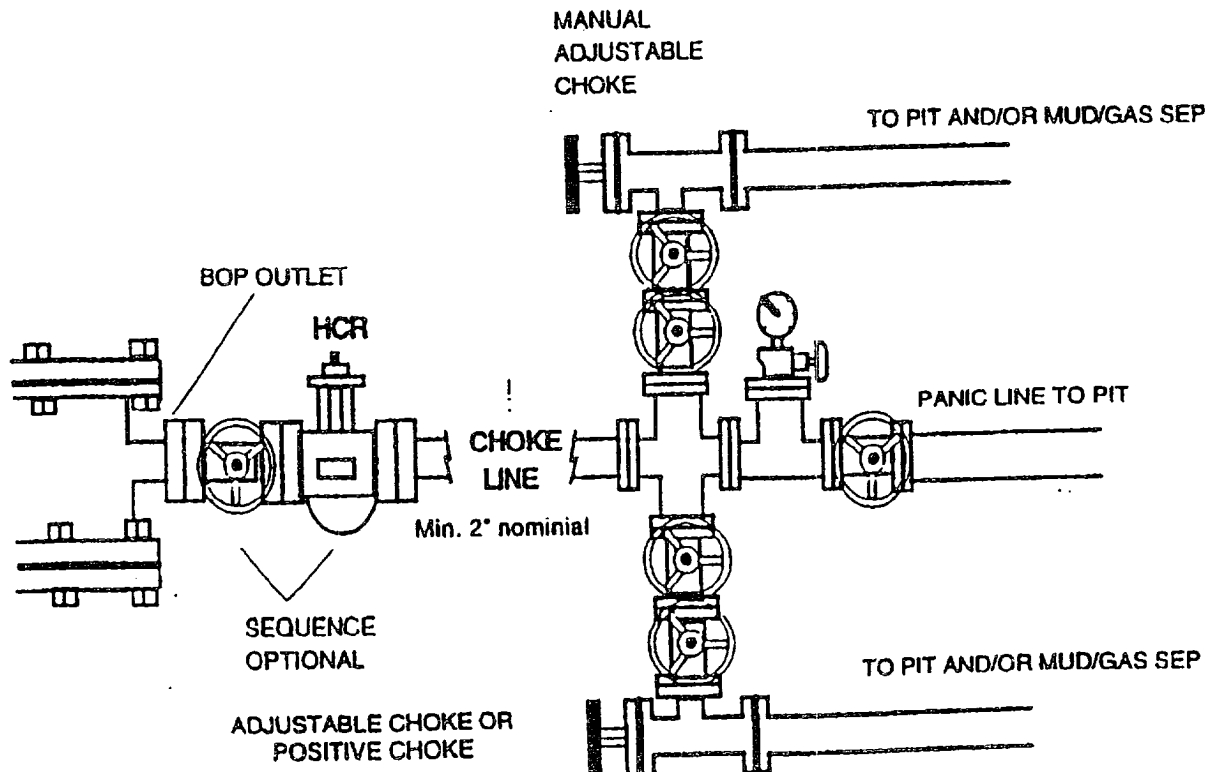 MANUAL
ADJUSTABLE
CHOKE
TO PIT AND/OR MUD/GAS SEP
BOP OUTLET
HCR
PANIC LINE TO PIT
CHOKE
LINE
Min. 2" nominial
SEQUENCE
OPTIONAL
TO PIT AND/OR MUD/GAS SEP
ADJUSTABLE CHOKE OR
POSITIVE CHOKE